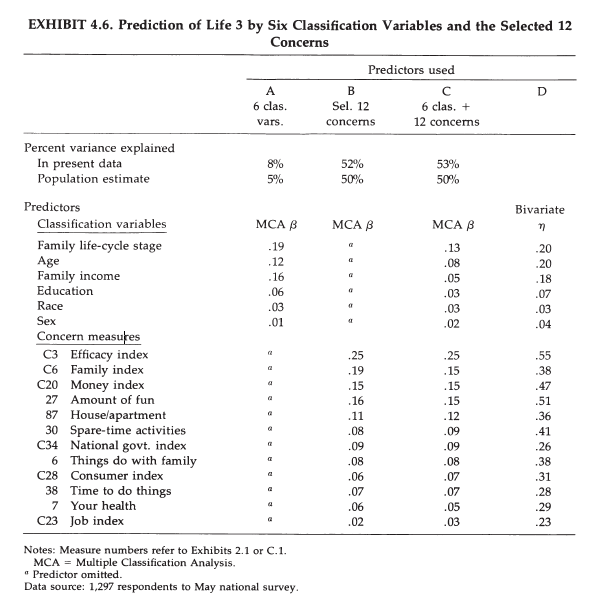 EXHIBIT 4.6. Prediction of Life 3 by Six Classification Variables and the Selected 12
Concerns
Predictors used
A B C D
6 clas. Sel. 12 6 clas. +
vars. concerns 12 concerns
Percent variance explained
In present data 8% 52% 53%
Population estimate 5% 50% 50%
Predictors Bivariate
Classification variables MCA β MCA β MCA β η
Family life-cycle stage .19 a .13 .20
Age .12 a .08 .20
Family income .16 a .05 .18
Education .06 a .03 .07
Race .03 a .03 .03
Sex .01 a .02 .04
Concern measures
C3 Efficacy index a .25 .25 .55
C6 Family index a .19 .15 .38
C20 Money index a .15 .15 .47
27 Amount of fun a .16 .15 .51
87 House/apartment a .11 .12 .36
30 Spare-time activities a .08 .09 .41
C34 National govt. index a .09 .09 .26
6 Things do with family a .08 .08 .38
C28 Consumer index a .06 .07 .31
38 Time to do things a .07 .07 .28
7 Your health a .06 .05 .29
C23 Job index a .02 .03 .23
Notes: Measure numbers refer to Exhibits 2.1 or C.1.
MCA = Multiple Classification Analysis.
a Predictor omitted.
Data source: 1,297 respondents to May national survey.